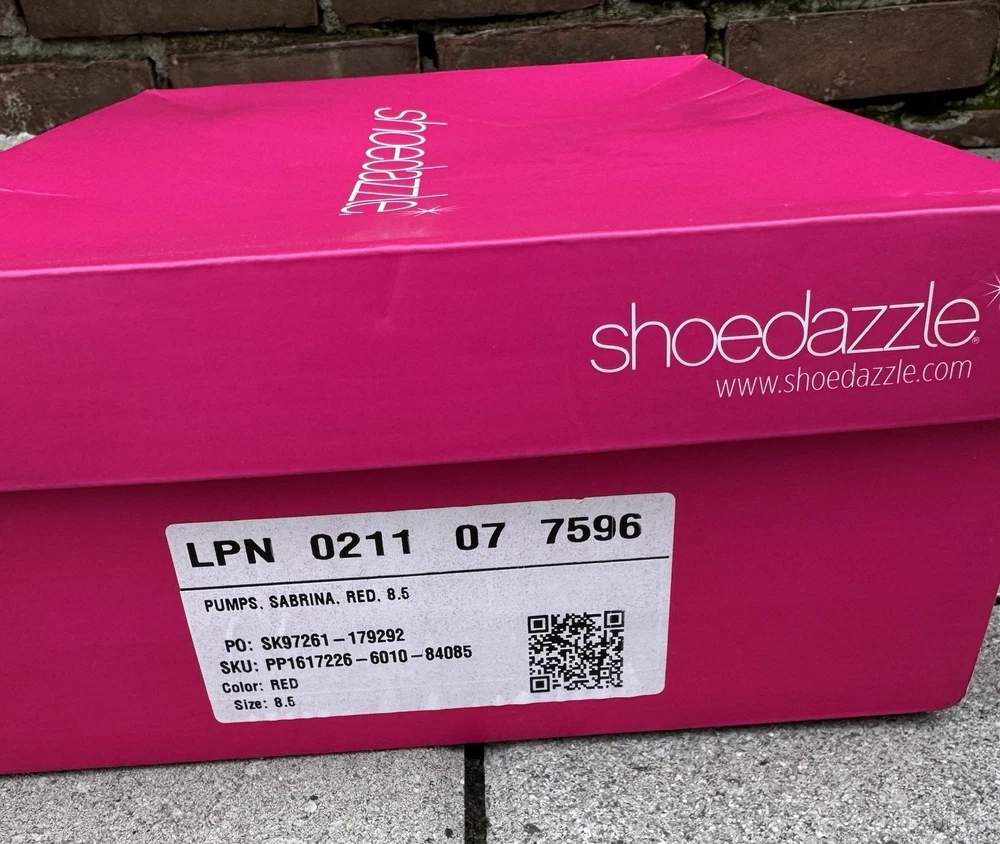 shoedazzle
shoedazzle®
www.shoedazzle.com
LPN 0211 07 7596
PUMPS, SABRINA, RED, 8.5
PO: SK97261-179292
SKU: PP1617226-6010-84085
Color: RED
Size: 8.5